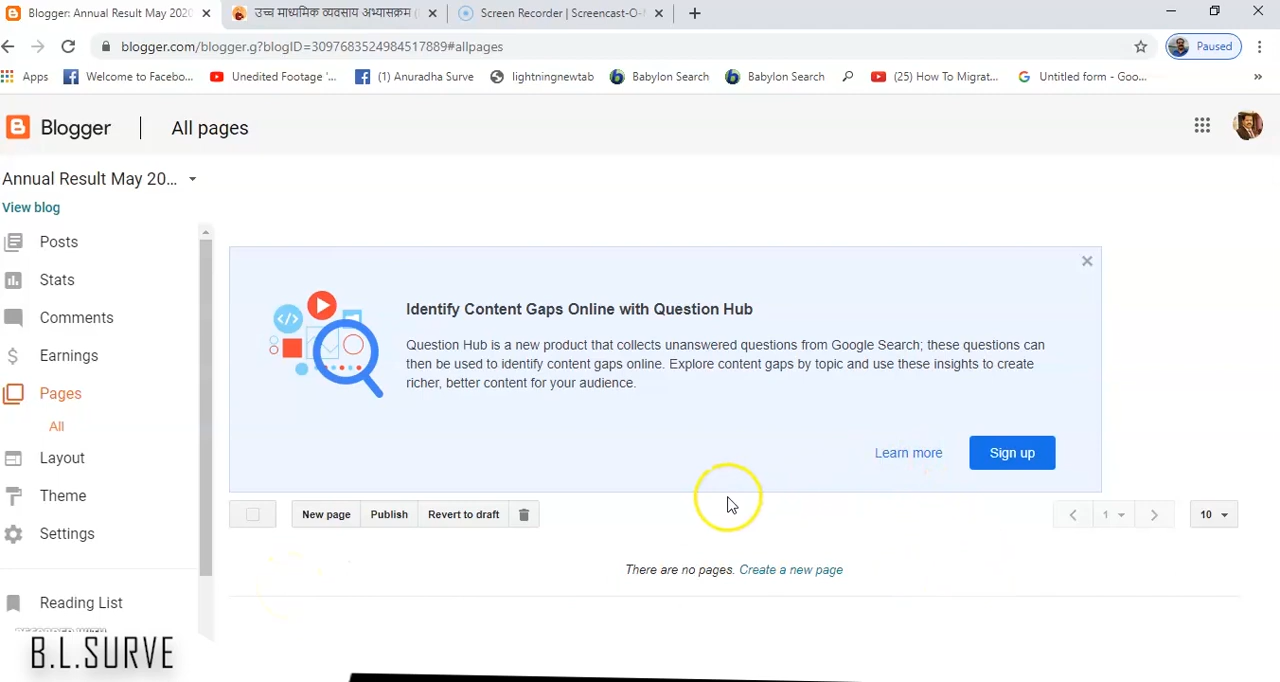 Blogger: Annual Result May 2020
उच्च माध्यमिक व्यवसाय अभ्यासक्रम (
Screen Recorder | Screencast-O-
blogger.com/blogger.g?blogID=3097683524984517889#allpages
Paused
Apps
Welcome to Facebo...
Unedited Footage '...
(1) Anuradha Surve
lightningnewtab
Babylon Search
Babylon Search
(25) How To Migrat...
Untitled form - Goo...
»
Blogger
All pages
Annual Result May 20...
View blog
Posts
Stats
Comments
Earnings
Pages
All
Layout
Theme
Settings
Reading List
Identify Content Gaps Online with Question Hub
Question Hub is a new product that collects unanswered questions from Google Search; these questions can
then be used to identify content gaps online. Explore content gaps by topic and use these insights to create
richer, better content for your audience.
Learn more
Sign up
New page
Publish
Revert to draft
1
10
There are no pages. Create a new page
B.L.SURVE